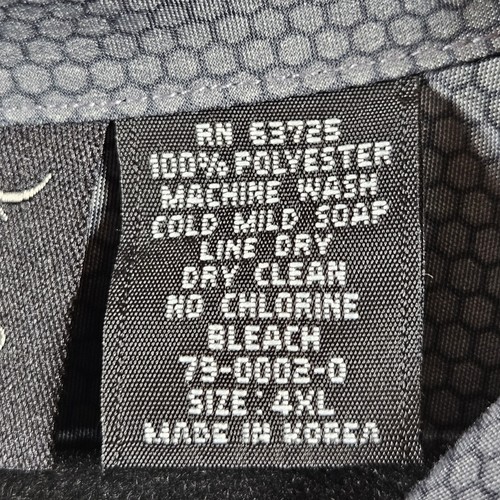 RN 63725
100% POLYESTER
MACHINE WASH
COLD MILD SOAP
LINE DRY
DRY CLEAN
NO CHLORINE
BLEACH
73-0002-0
SIZE: 4XL
MADE IN KOREA